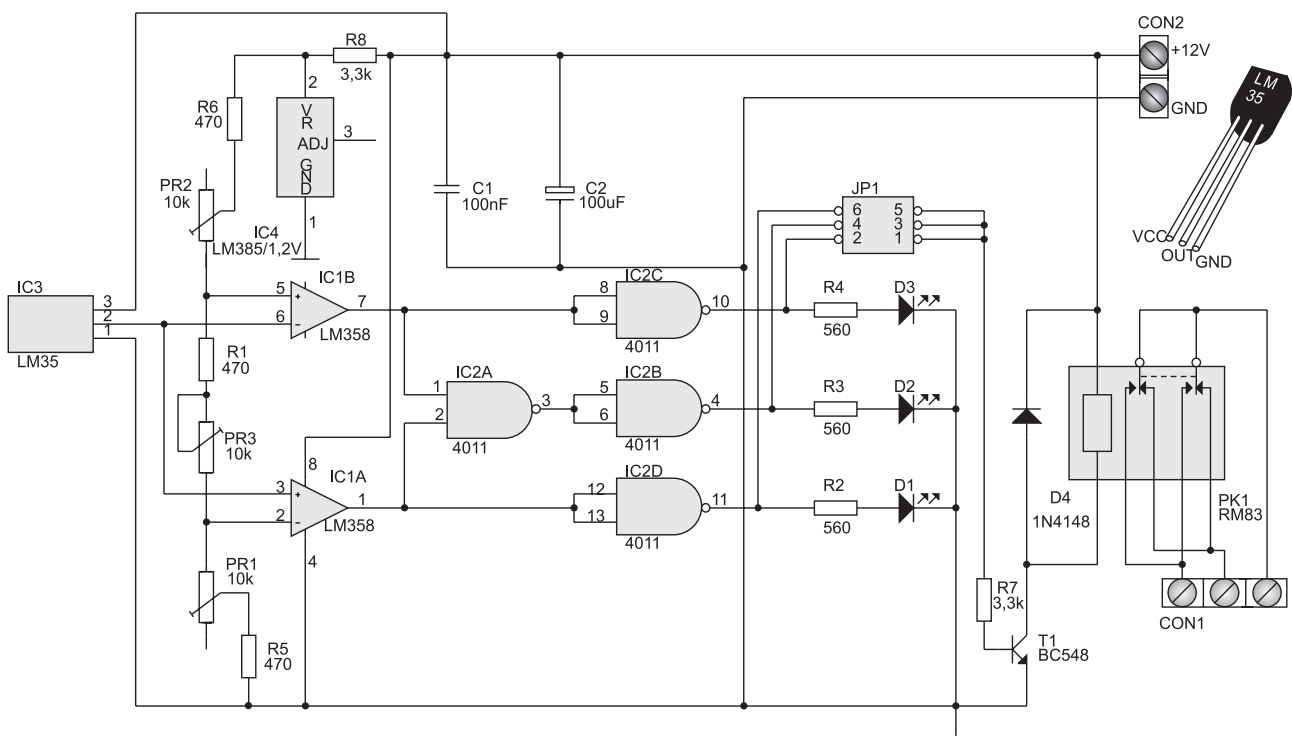 CON2
+12V
GND
LM
35
VCC
OUT
GND
R8
3,3k
2
R6
470
V
R
ADJ
G
N
D
3
1
IC4
LM385/1,2V
PR2
10k
C1
100nF
C2
100uF
JP1
6 5
4 3
2 1
IC3
3
2
1
LM35
IC1B
5
+
6
-
7
LM358
IC2C
8
9
10
4011
R4
560
D3
R1
470
IC2A
1
2
3
4011
IC2B
5
6
4
4011
R3
560
D2
PR3
10k
8
IC1A
3
+
2
-
1
LM358
4
IC2D
12
13
11
4011
R2
560
D1
D4
1N4148
PK1
RM83
PR1
10k
R5
470
R7
3,3k
T1
BC548
CON1